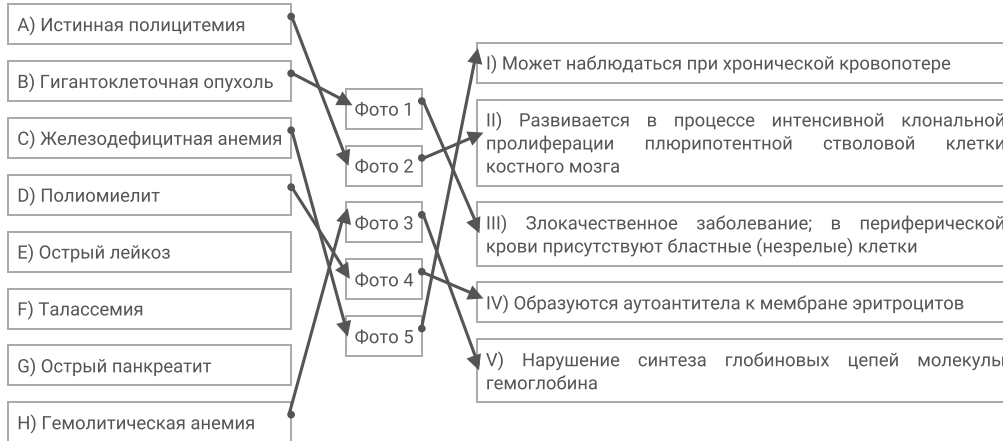 A) Истинная полицитемия
B) Гигантоклеточная опухоль
C) Железодефицитная анемия
D) Полиомиелит
E) Острый лейкоз
F) Талассемия
G) Острый панкреатит
H) Гемолитическая анемия
Фото 1
Фото 2
Фото 3
Фото 4
Фото 5
I) Может наблюдаться при хронической кровопотере
II) Развивается в процессе интенсивной клональной
пролиферации плюрипотентной стволовой клетки
костного мозга
III) Злокачественное заболевание; в периферической
крови присутствуют бластные (незрелые) клетки
IV) Образуются аутоантитела к мембране эритроцитов
V) Нарушение синтеза глобиновых цепей молекулы
гемоглобина